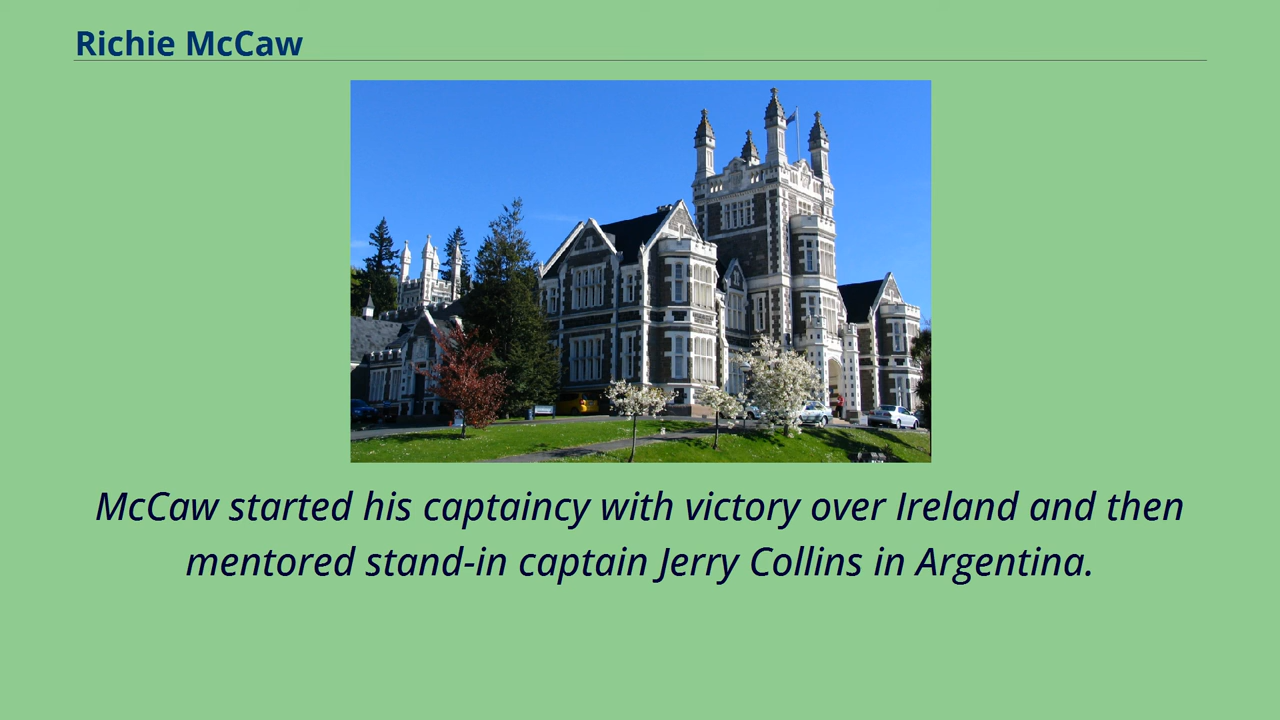 Richie McCaw
McCaw started his captaincy with victory over Ireland and then
mentored stand-in captain Jerry Collins in Argentina.